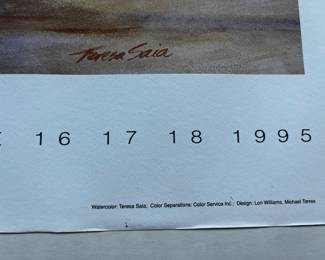 Teresa Saia
16 17 18 1995
Watercolor: Teresa Saia; Color Separations: Color Service Inc.; Design: Lori Williams, Michael Torres